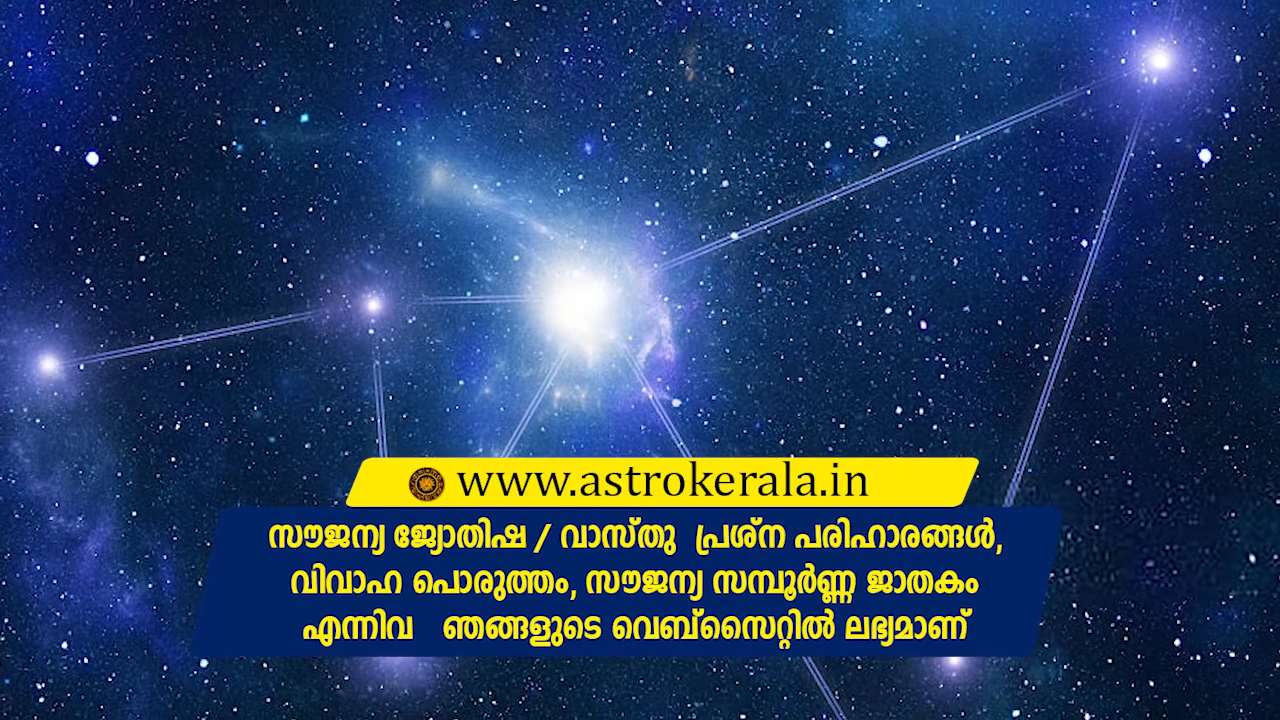 www.astrokerala.in
സൗജന്യ ജ്യോതിഷ / വാസ്തു പ്രശ്ന പരിഹാരങ്ങൾ,
വിവാഹ പൊരുത്തം, സൗജന്യ സമ്പൂർണ്ണ ജാതകം
എന്നിവ ഞങ്ങളുടെ വെബ്സൈറ്റിൽ ലഭ്യമാണ്